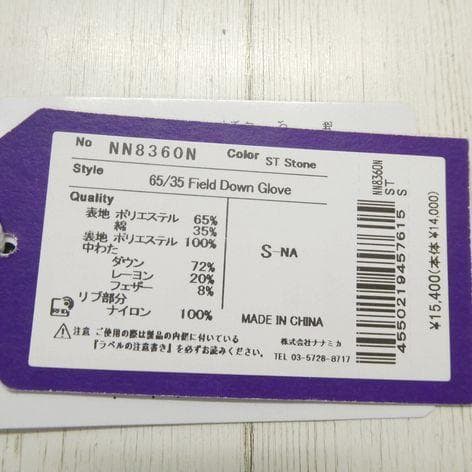 No NN8360N Color ST Stone
Style 65/35 Field Down Glove
Quality
表地 ポリエステル 65%
綿 35%
裏地 ポリエステル 100%
中わた
ダウン 72%
レーヨン 20%
フェザー 8%
リブ部分
ナイロン 100%
S-NA
MADE IN CHINA
注意 ご使用の際は製品の内側に付いている
『ラベルの注意書き』を必ずお読みください。
株式会社ナナミカ
TEL 03-5728-8717
NN8360N
ST
S
4550219457615
¥15,400(本体¥14,000)